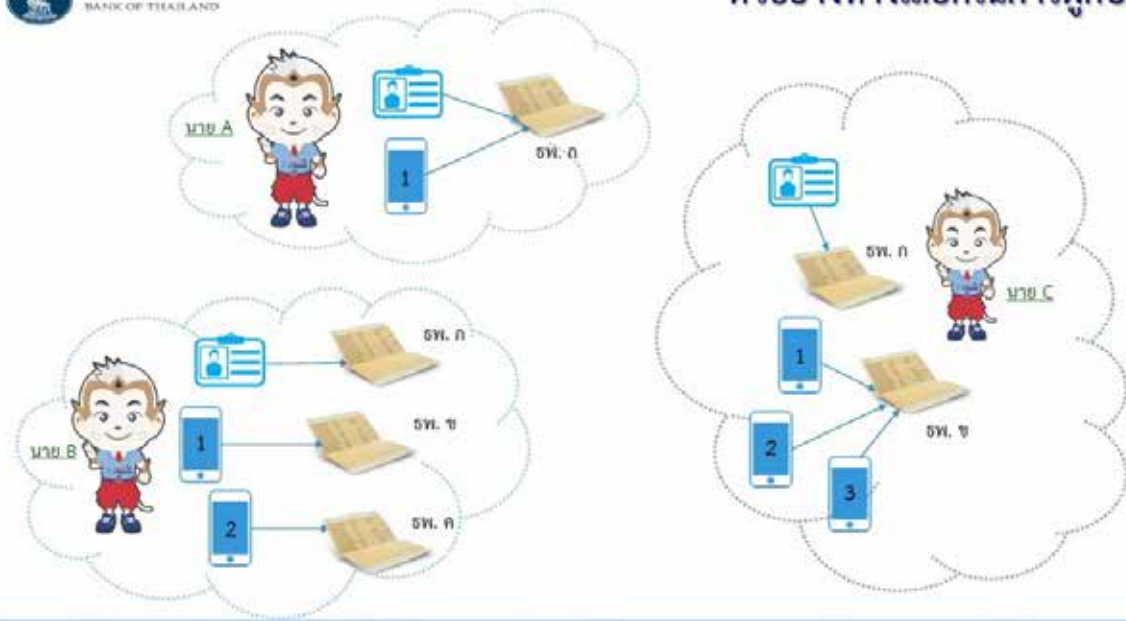 BANK OF THAILAND
นาย A
1
ธพ. ก
นาย B
ธพ. ก
1
ธพ. ข
2
ธพ. ค
ธพ. ก
นาย C
1
2
3
ธพ. ข